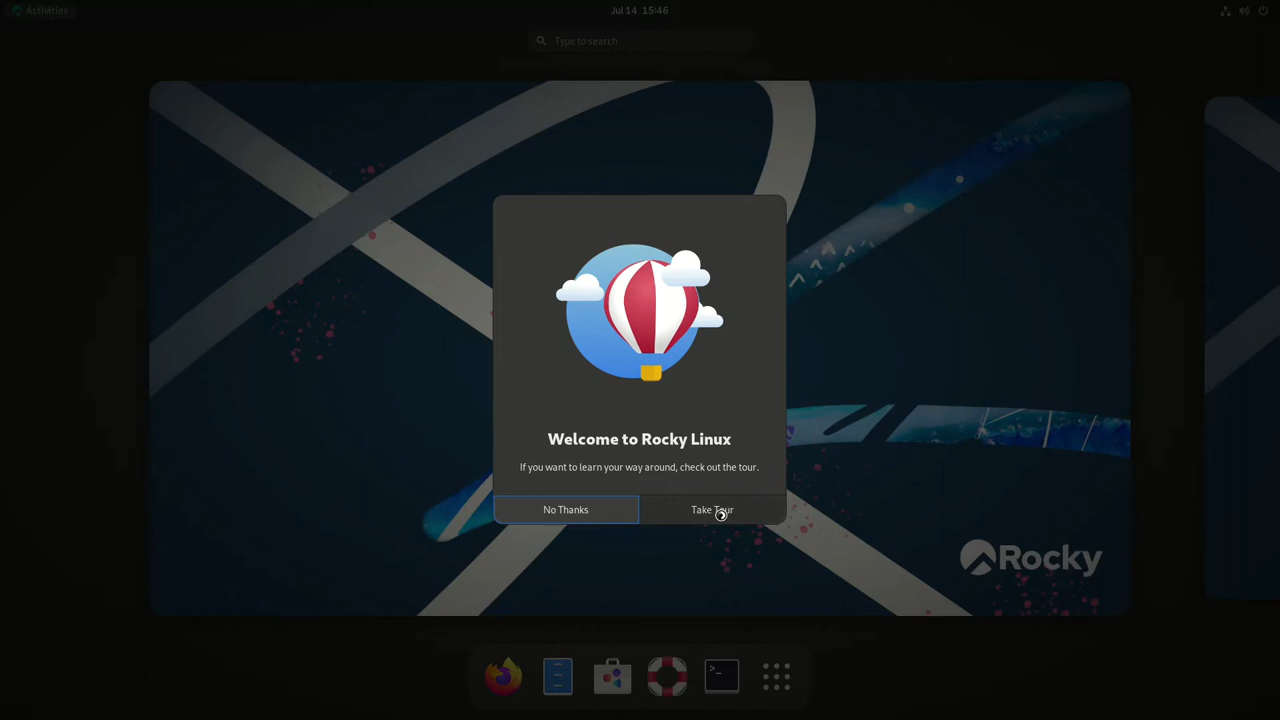 Activities
Jul 14 15:46
Type to search
Welcome to Rocky Linux
If you want to learn your way around, check out the tour.
No Thanks
Take Tour
Rocky
>_